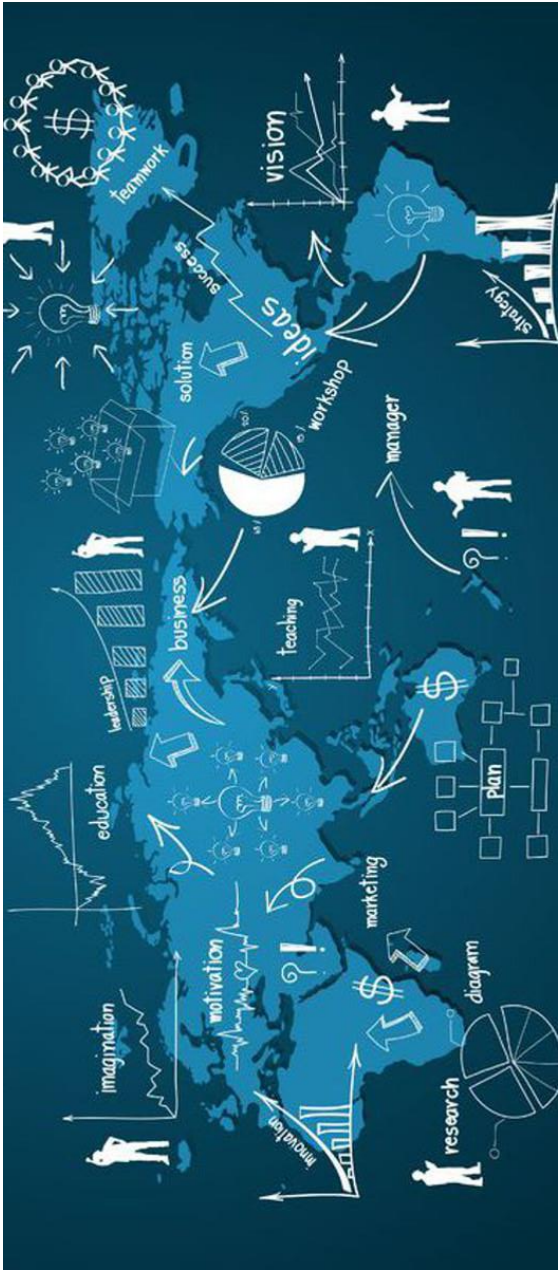 imagination
education
leadership
$
teamwork
motivation
business
solution
success
innovation
?!
teaching
x
ideas
vision
workshop
$
marketing
manager
$
research
diagram
plan
?!
strategy